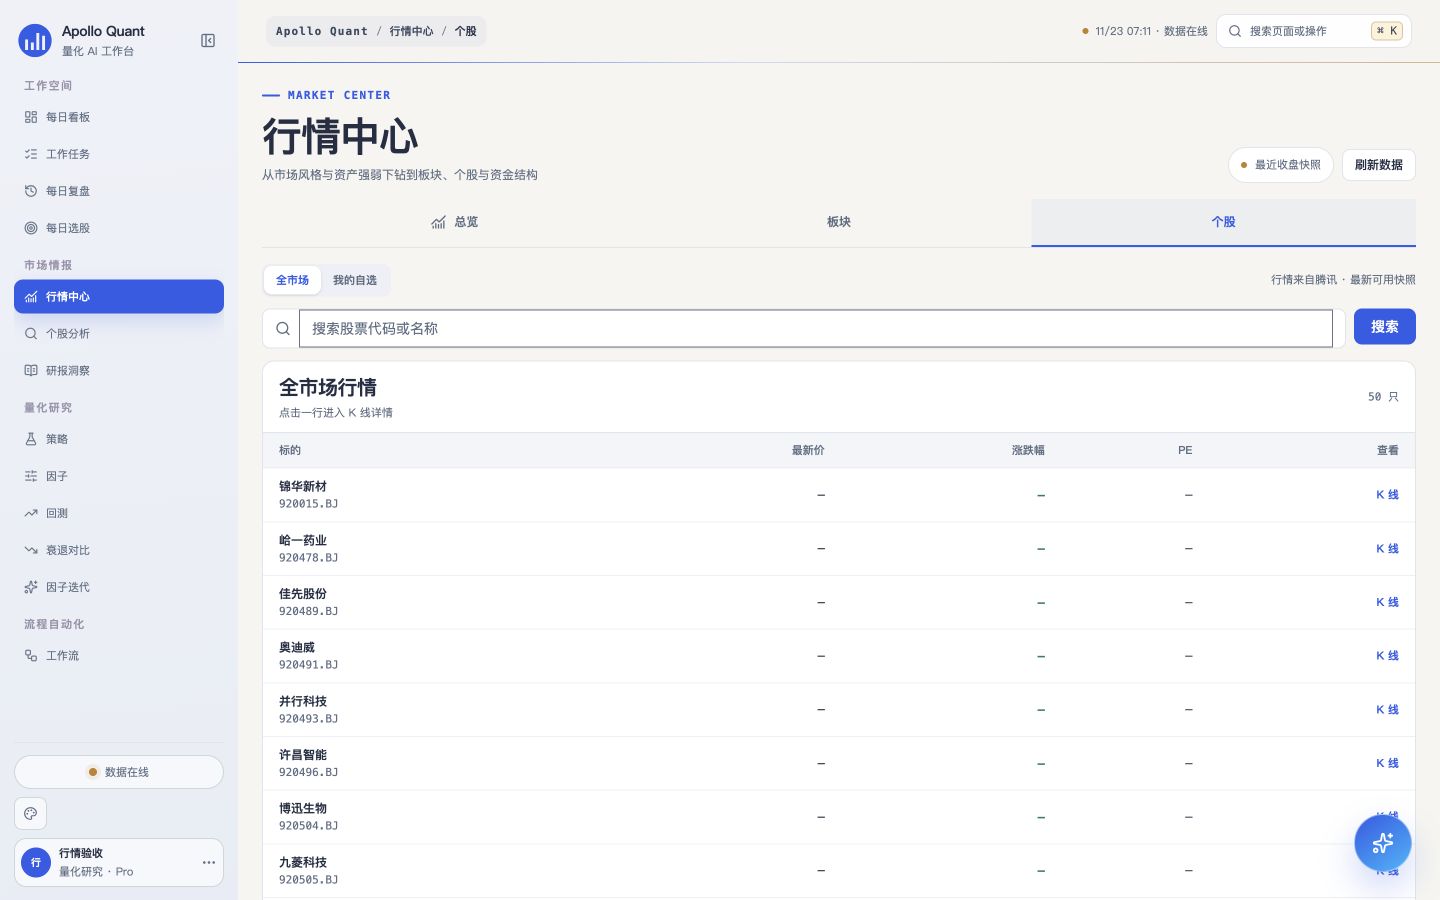 Apollo Quant
量化 AI 工作台
工作空间
每日看板
工作任务
每日复盘
每日选股
市场情报
行情中心
个股分析
研报洞察
量化研究
策略
因子
回测
衰退对比
因子迭代
流程自动化
工作流
数据在线
行
行情验收
量化研究 · Pro
Apollo Quant / 行情中心 / 个股
11/23 07:11 · 数据在线
搜索页面或操作
⌘ K
MARKET CENTER
行情中心
从市场风格与资产强弱下钻到板块、个股与资金结构
最近收盘快照
刷新数据
总览
板块
个股
全市场
我的自选
行情来自腾讯 · 最新可用快照
搜索股票代码或名称
搜索
全市场行情
点击一行进入 K 线详情
50 只
标的 最新价 涨跌幅 PE 查看
锦华新材
920015.BJ
— — — K 线
峆一药业
920478.BJ
— — — K 线
佳先股份
920489.BJ
— — — K 线
奥迪威
920491.BJ
— — — K 线
并行科技
920493.BJ
— — — K 线
许昌智能
920496.BJ
— — — K 线
博迅生物
920504.BJ
— — — K 线
九菱科技
920505.BJ
— — — K 线